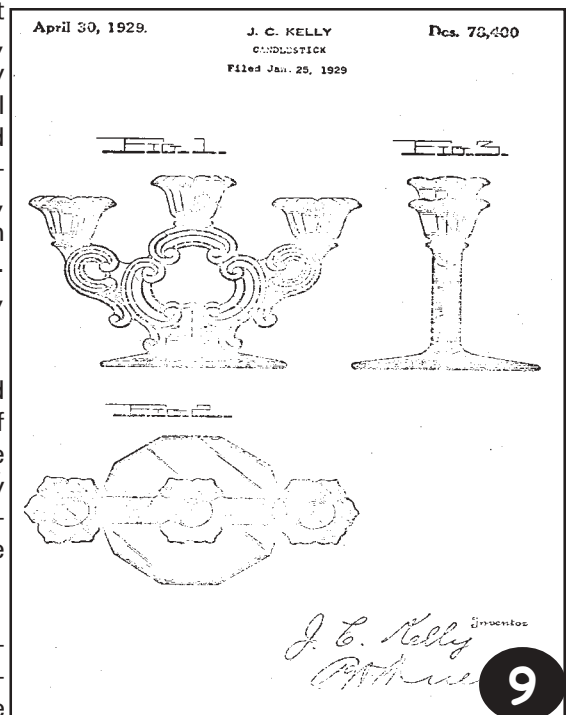 April 30, 1929.
J. C. KELLY
Des. 78,400
CANDLESTICK
Filed Jan. 25, 1929
Fig. 1.
Fig. 3.
Fig. 2.
Inventor
J. C. Kelly
9